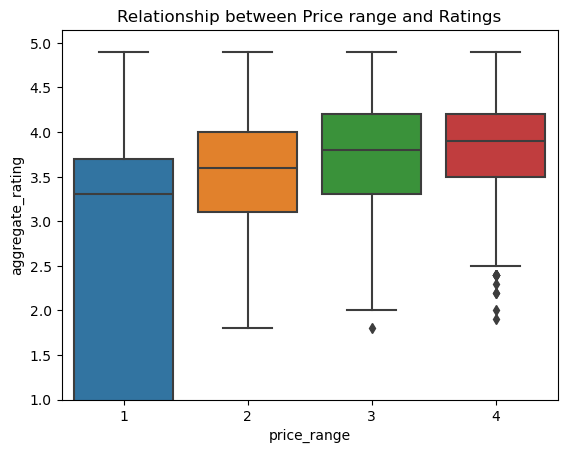 Relationship between Price range and Ratings
5.0
4.5
4.0
3.5
3.0
2.5
2.0
1.5
1.0
aggregate_rating
1 2 3 4
price_range